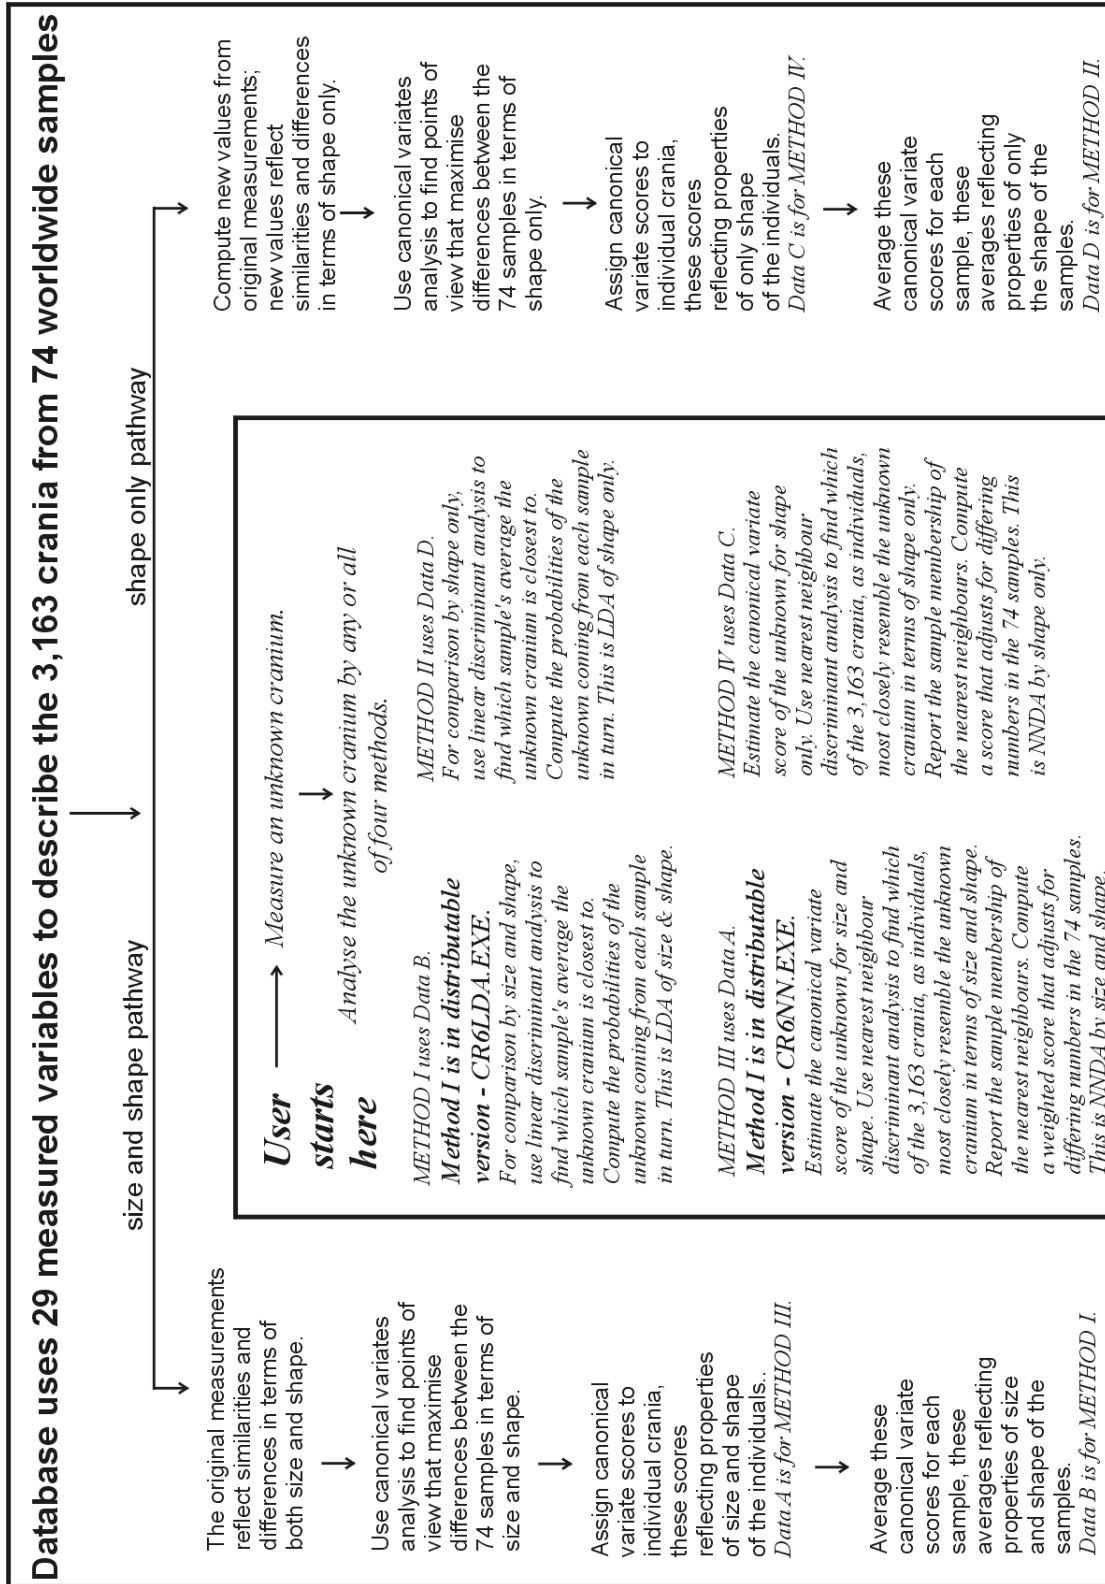 Database uses 29 measured variables to describe the 3,163 crania from 74 worldwide samples
size and shape pathway
shape only pathway
The original measurements
reflect similarities and
differences in terms of
both size and shape.
Use canonical variates
analysis to find points of
view that maximise
differences between the
74 samples in terms of
size and shape.
Assign canonical
variate scores to
individual crania,
these scores
reflecting properties
of size and shape
of the individuals..
Data A is for METHOD III.
Average these
canonical variate
scores for each
sample, these
averages reflecting
properties of size
and shape of the
samples.
Data B is for METHOD I.
User
starts
here
Measure an unknown cranium.
Analyse the unknown cranium by any or all
of four methods.
METHOD I uses Data B.
Method I is in distributable
version - CR6LDA.EXE.
For comparison by size and shape,
use linear discriminant analysis to
find which sample's average the
unknown cranium is closest to.
Compute the probabilities of the
unknown coming from each sample
in turn. This is LDA of size & shape.
METHOD II uses Data D.
For comparison by shape only,
use linear discriminant analysis to
find which sample's average the
unknown cranium is closest to.
Compute the probabilities of the
unknown coming from each sample
in turn. This is LDA of shape only.
METHOD III uses Data A.
Method I is in distributable
version - CR6NN.EXE.
Estimate the canonical variate
score of the unknown for size and
shape. Use nearest neighbour
discriminant analysis to find which
of the 3,163 crania, as individuals,
most closely resemble the unknown
cranium in terms of size and shape.
Report the sample membership of
the nearest neighbours. Compute
a weighted score that adjusts for
differing numbers in the 74 samples.
This is NNDA by size and shape.
METHOD IV uses Data C.
Estimate the canonical variate
score of the unknown for shape
only. Use nearest neighbour
discriminant analysis to find which
of the 3,163 crania, as individuals,
most closely resemble the unknown
cranium in terms of shape only.
Report the sample membership of
the nearest neighbours. Compute
a score that adjusts for differing
numbers in the 74 samples. This
is NNDA by shape only.
Compute new values from
original measurements;
new values reflect
similarities and differences
in terms of shape only.
Use canonical variates
analysis to find points of
view that maximise
differences between the
74 samples in terms of
shape only.
Assign canonical
variate scores to
individual crania,
these scores
reflecting properties
of only shape
of the individuals.
Data C is for METHOD IV.
Average these
canonical variate
scores for each
sample, these
averages reflecting
properties of only
the shape of the
samples.
Data D is for METHOD II.